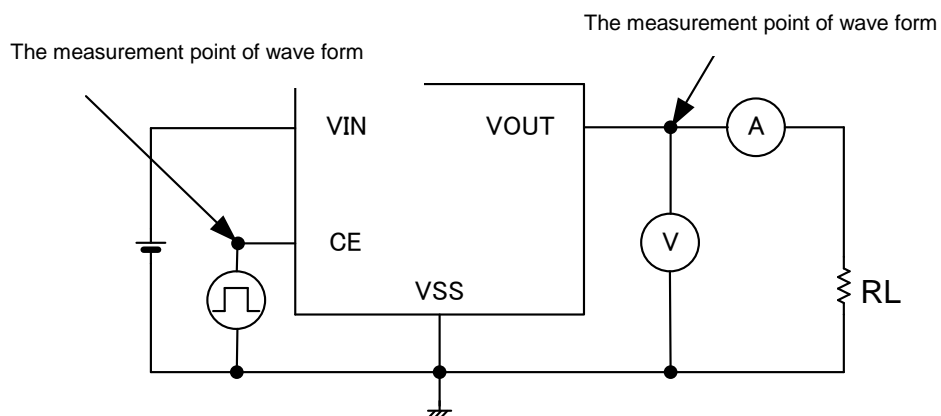 The measurement point of wave form
The measurement point of wave form
VIN
VOUT
A
CE
V
VSS
RL